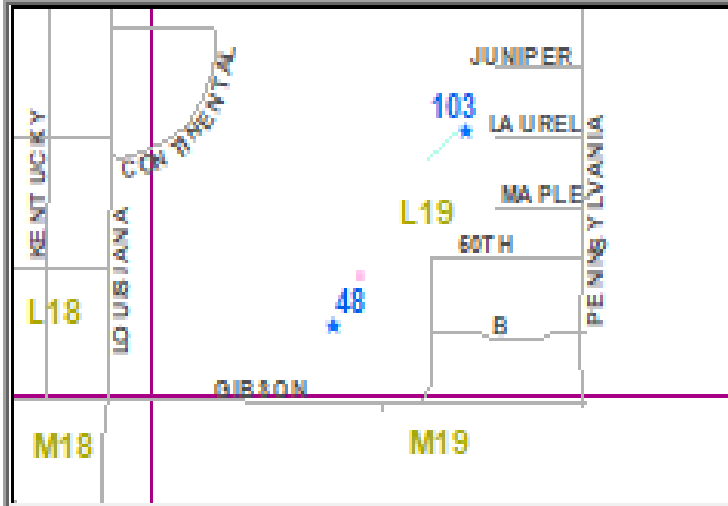 JUNIPER
CONTINENTAL
103
LAUREL
KENTUCKY
PENNSYLVANIA
MAPLE
L19
LOUISIANA
60TH
48
L18
B
GIBSON
M18
M19